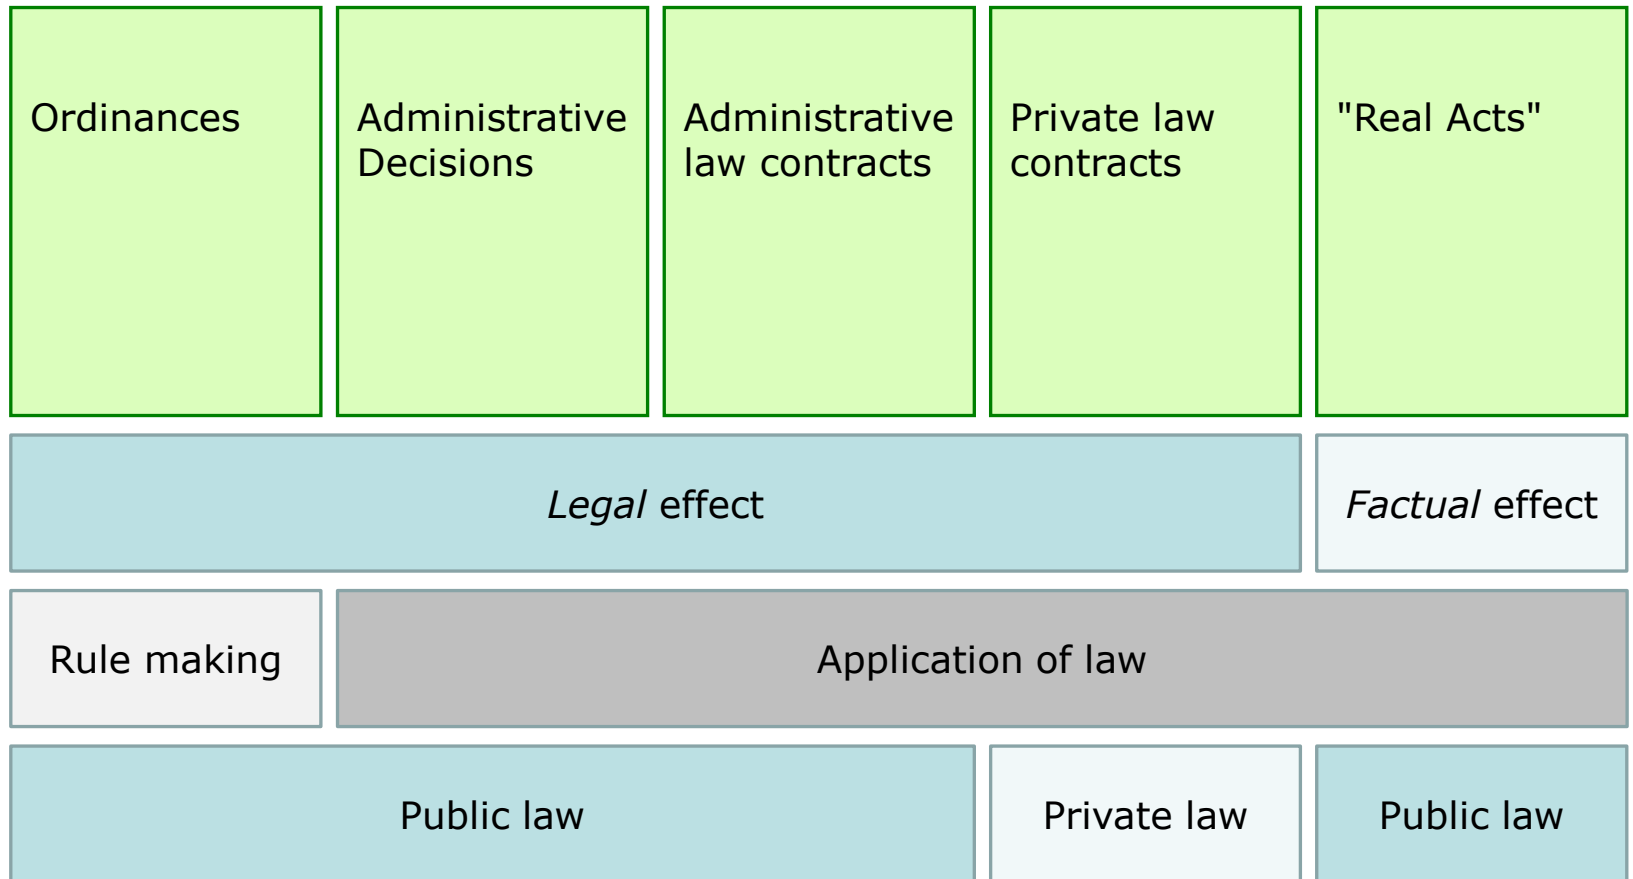 Ordinances
Administrative
Decisions
Administrative
law contracts
Private law
contracts
"Real Acts"
Legal effect
Factual effect
Rule making
Application of law
Public law
Private law
Public law